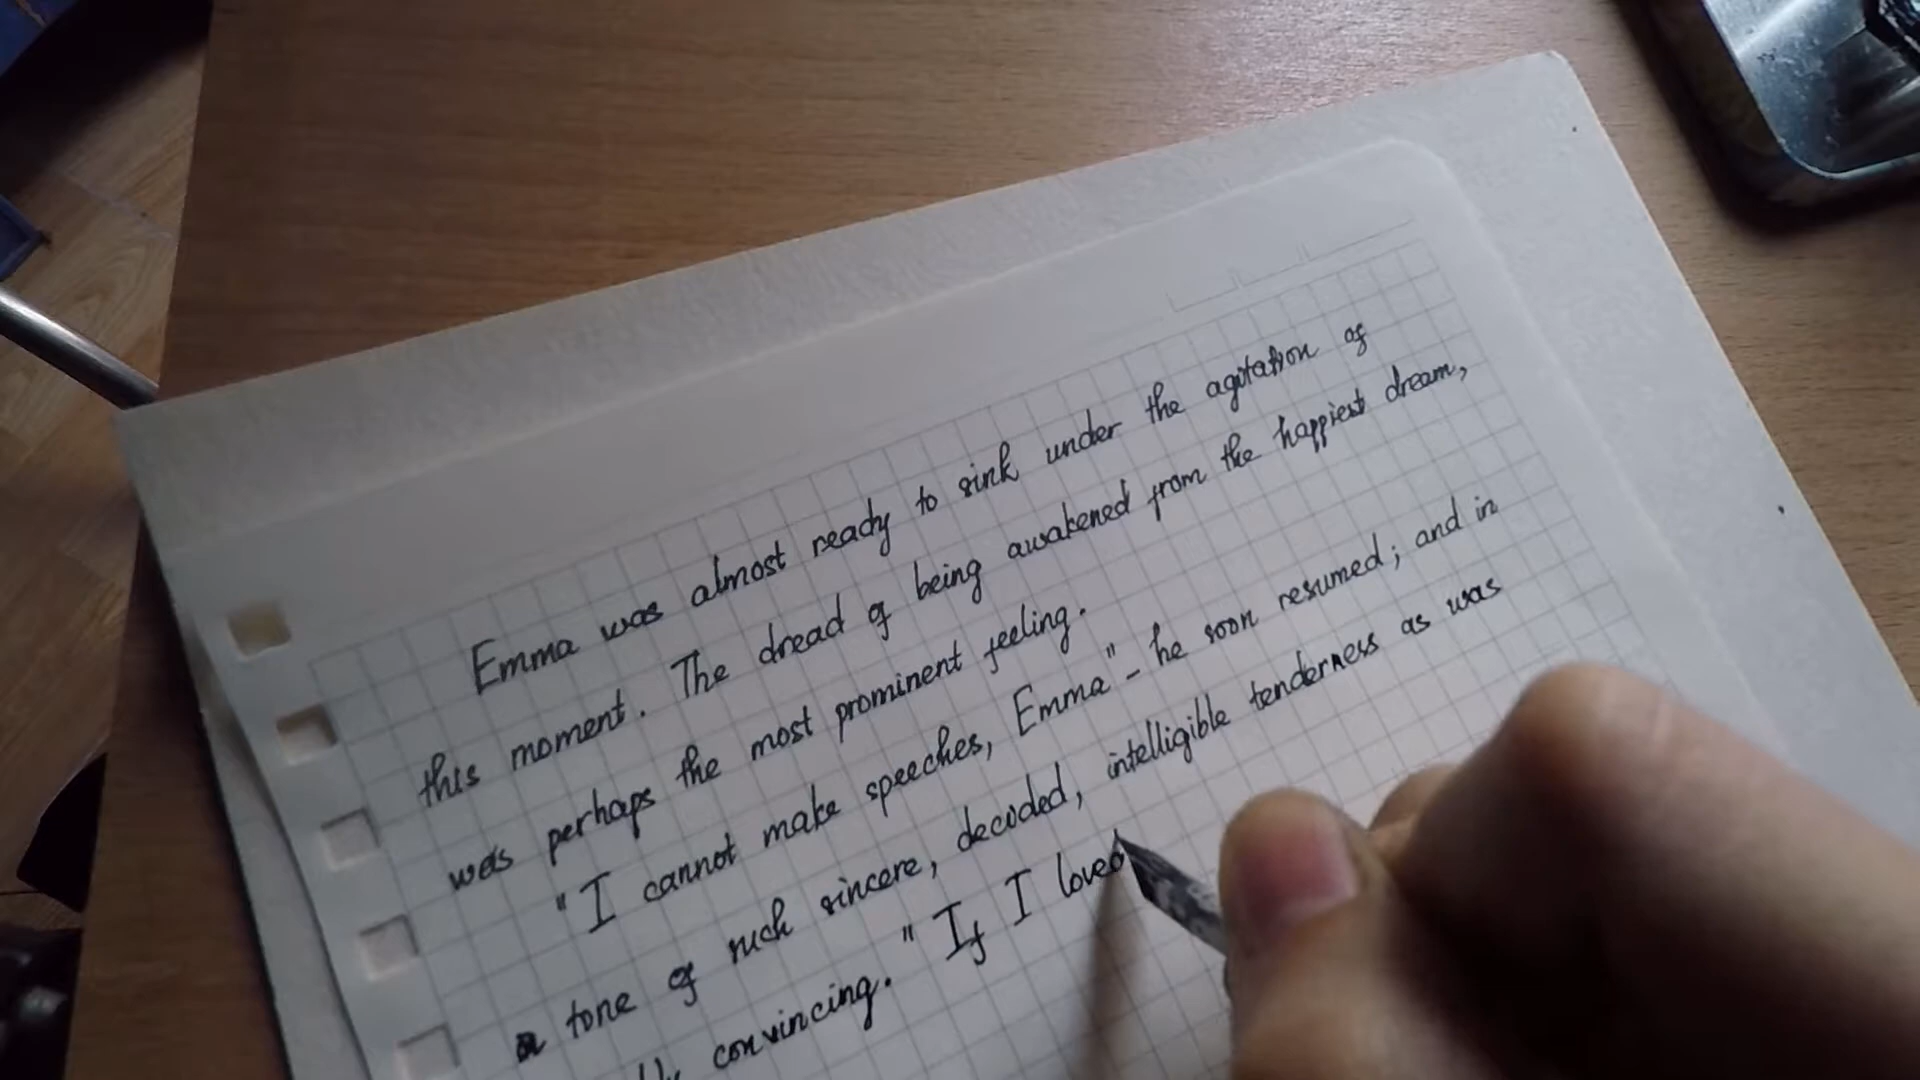 Emma was almost ready to sink under the agitation of
this moment. The dread of being awakened from the happiest dream,
was perhaps the most prominent feeling.
"I cannot make speeches, Emma" - he soon resumed; and in
a tone of such sincere, decided, intelligible tenderness as was
convincing. "If I loved